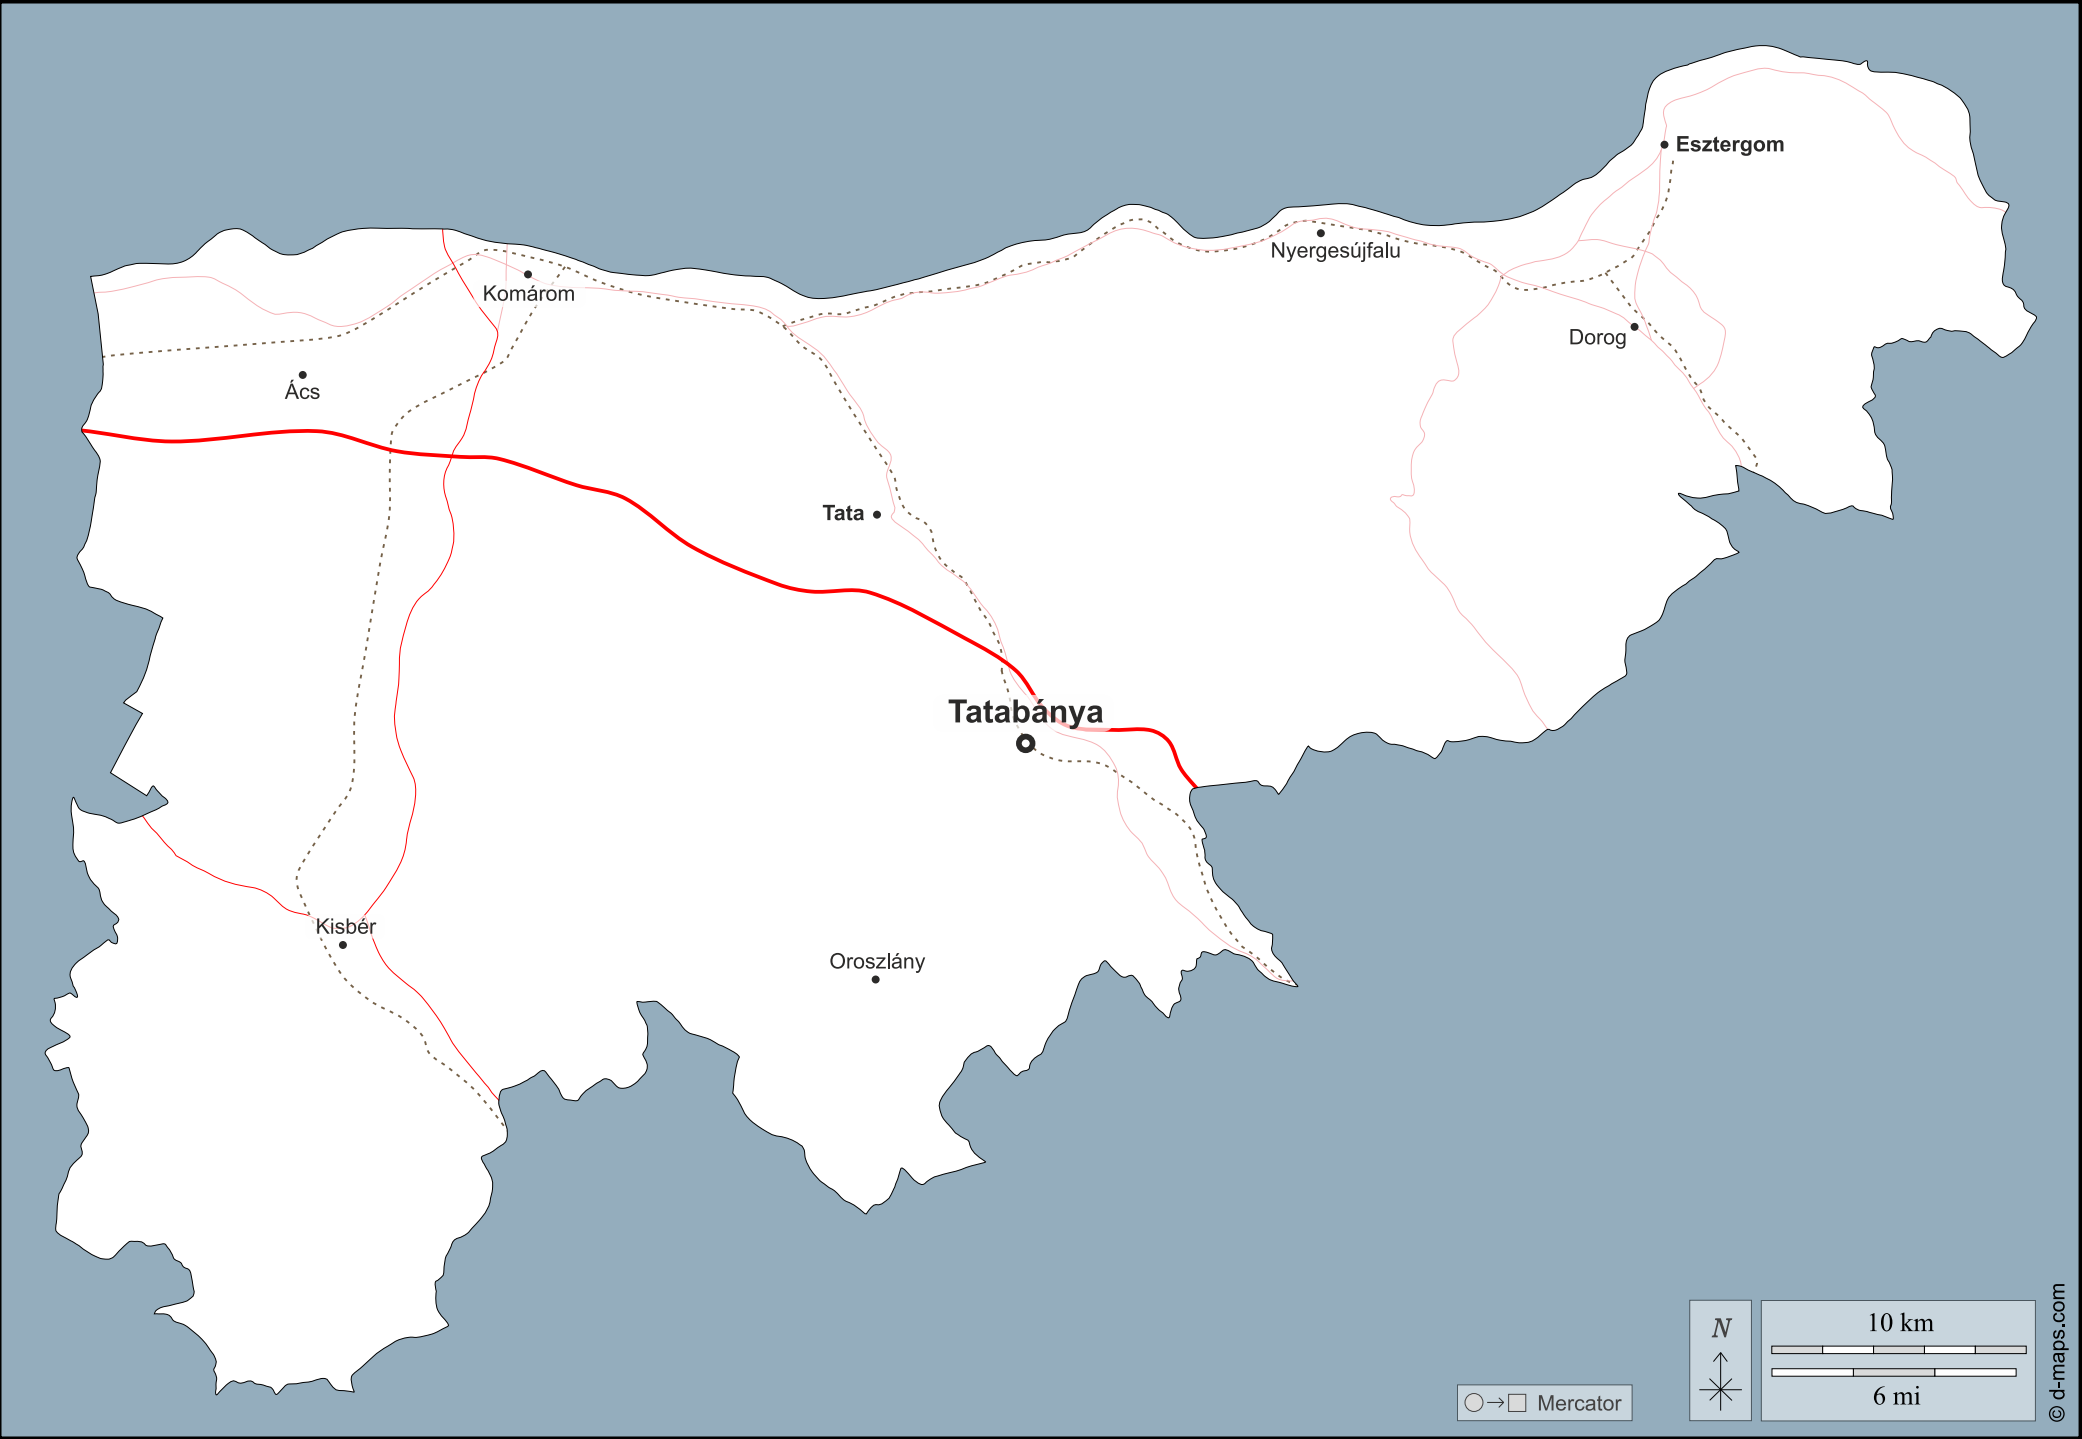 Esztergom
Nyergesújfalu
Komárom
Dorog
Ács
Tata
Tatabánya
Kisbér
Oroszlány
N
10 km
6 mi
Mercator
© d-maps.com